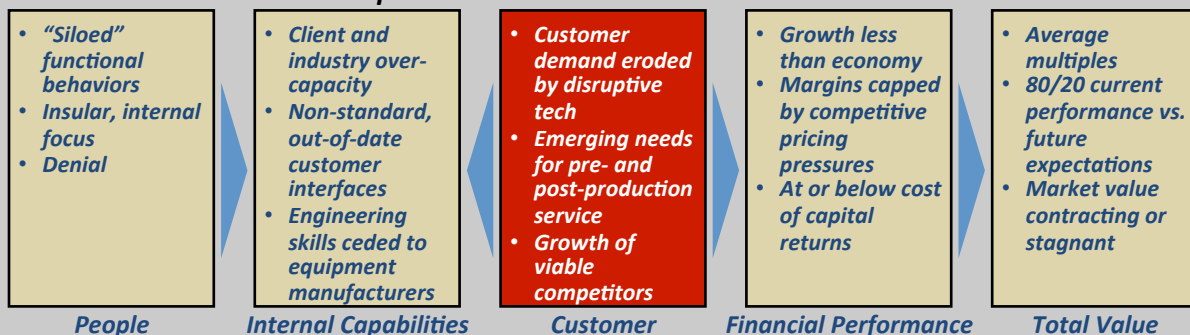 • “Siloed”
functional
behaviors
• Insular, internal
focus
• Denial
• Client and
industry over-
capacity
• Non-standard,
out-of-date
customer
interfaces
• Engineering
skills ceded to
equipment
manufacturers
• Customer
demand eroded
by disruptive
tech
• Emerging needs
for pre- and
post-production
service
• Growth of
viable
competitors
• Growth less
than economy
• Margins capped
by competitive
pricing
pressures
• At or below cost
of capital
returns
• Average
multiples
• 80/20 current
performance vs.
future
expectations
• Market value
contracting or
stagnant
People
Internal Capabilities
Customer
Financial Performance
Total Value